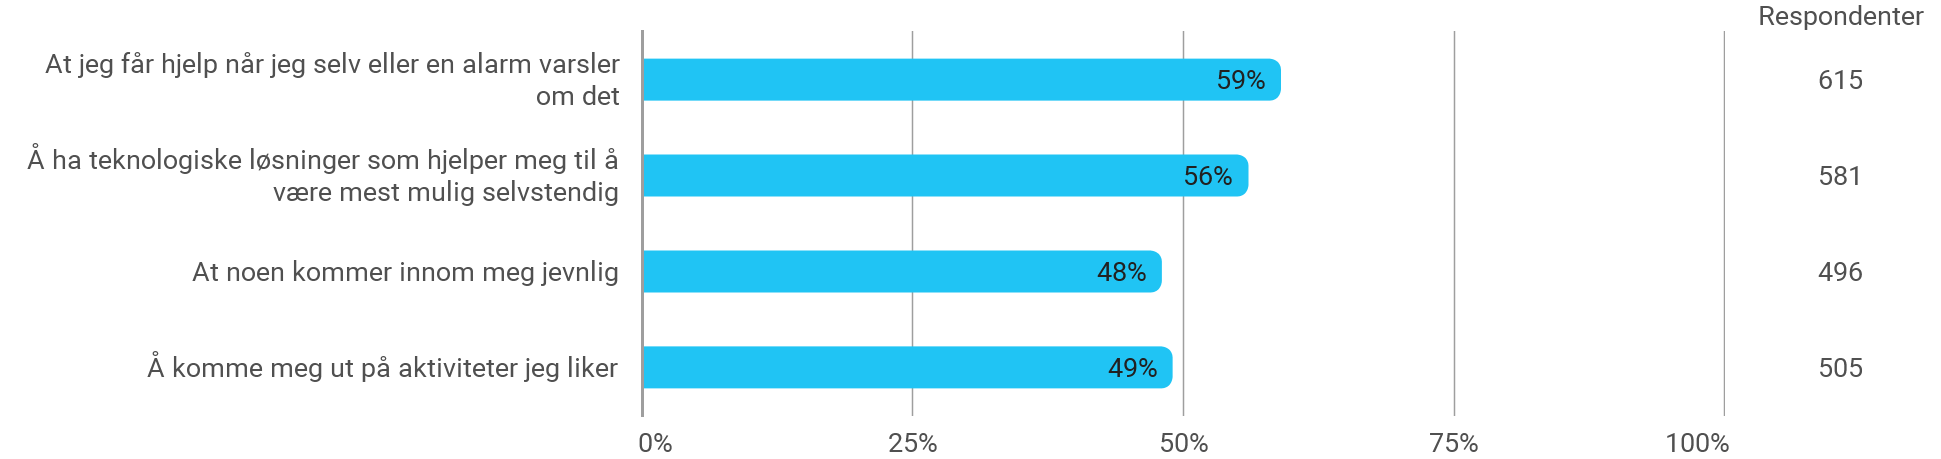 Respondenter
At jeg får hjelp når jeg selv eller en alarm varsler
om det
59%
615
Å ha teknologiske løsninger som hjelper meg til å
være mest mulig selvstendig
56%
581
At noen kommer innom meg jevnlig
48%
496
Å komme meg ut på aktiviteter jeg liker
49%
505
0%
25%
50%
75%
100%